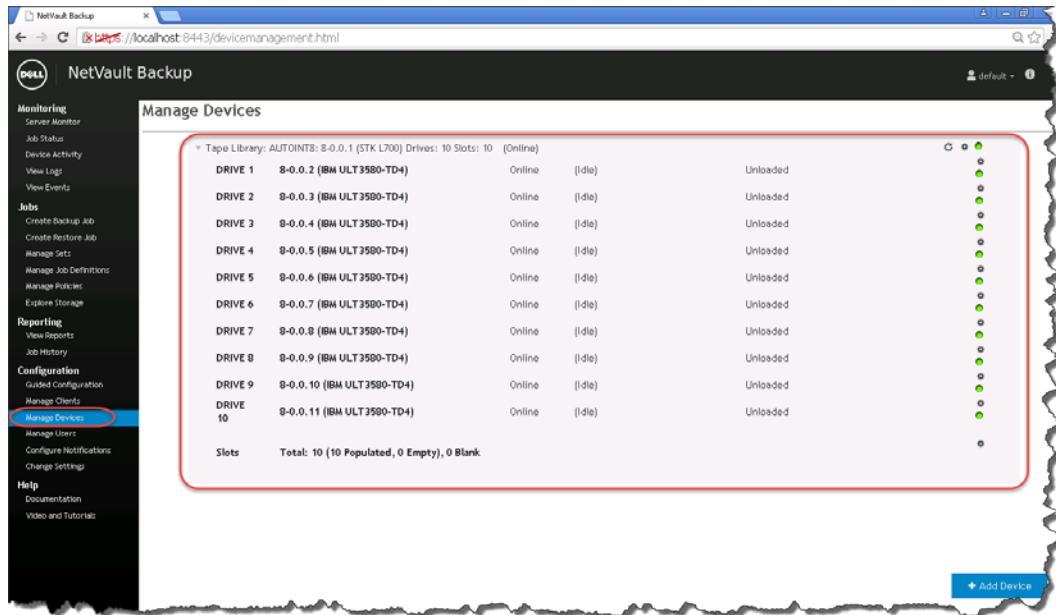 NetVault Backup
https://localhost:8443/devicemanagement.html
DELL
NetVault Backup
default
Monitoring
Server Monitor
Job Status
Device Activity
View Logs
View Events
Jobs
Create Backup Job
Create Restore Job
Manage Sets
Manage Job Definitions
Manage Policies
Explore Storage
Reporting
View Reports
Job History
Configuration
Guided Configuration
Manage Clients
Manage Devices
Manage Users
Configure Notifications
Change Settings
Help
Documentation
Video and Tutorials
Manage Devices
Tape Library: AUTOINT8: 8-0.0.1 (STK L700) Drives: 10 Slots: 10 (Online)
DRIVE 1 8-0.0.2 (IBM ULT3580-TD4) Online (Idle) Unloaded
DRIVE 2 8-0.0.3 (IBM ULT3580-TD4) Online (Idle) Unloaded
DRIVE 3 8-0.0.4 (IBM ULT3580-TD4) Online (Idle) Unloaded
DRIVE 4 8-0.0.5 (IBM ULT3580-TD4) Online (Idle) Unloaded
DRIVE 5 8-0.0.6 (IBM ULT3580-TD4) Online (Idle) Unloaded
DRIVE 6 8-0.0.7 (IBM ULT3580-TD4) Online (Idle) Unloaded
DRIVE 7 8-0.0.8 (IBM ULT3580-TD4) Online (Idle) Unloaded
DRIVE 8 8-0.0.9 (IBM ULT3580-TD4) Online (Idle) Unloaded
DRIVE 9 8-0.0.10 (IBM ULT3580-TD4) Online (Idle) Unloaded
DRIVE
10 8-0.0.11 (IBM ULT3580-TD4) Online (Idle) Unloaded
Slots Total: 10 (10 Populated, 0 Empty), 0 Blank
+ Add Device